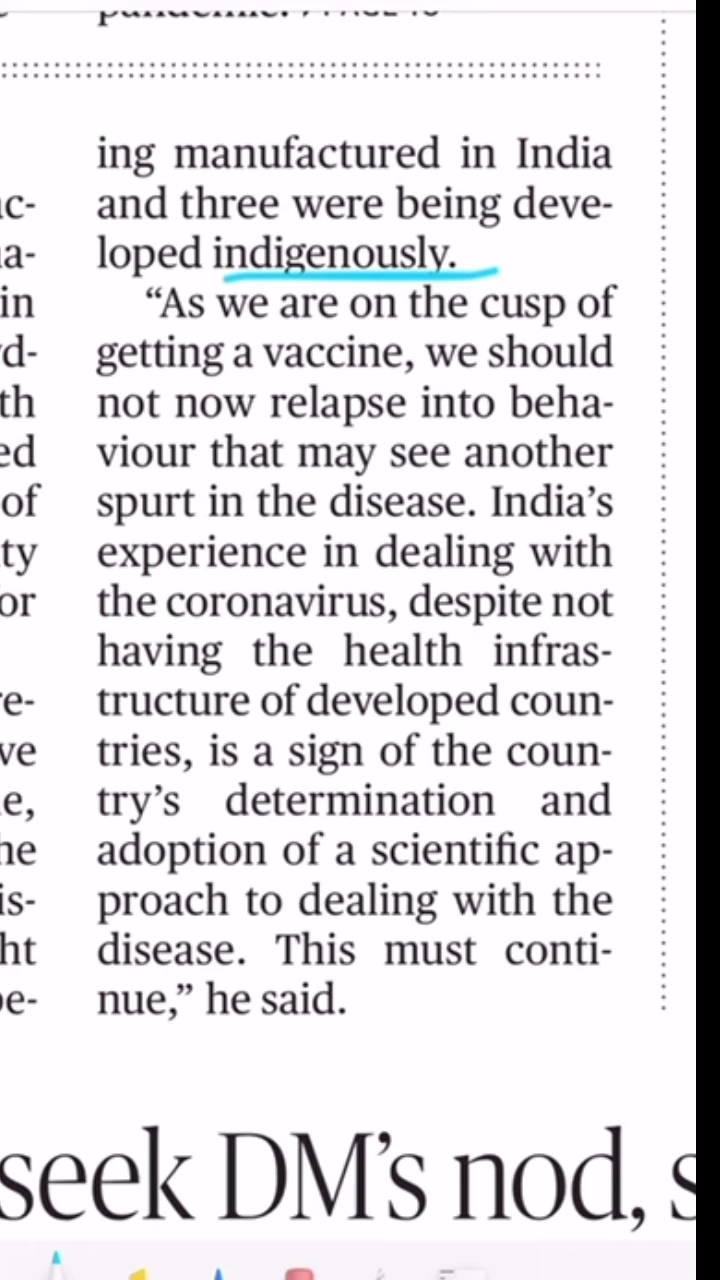 ing manufactured in India
and three were being deve-
loped indigenously.
“As we are on the cusp of
getting a vaccine, we should
not now relapse into beha-
viour that may see another
spurt in the disease. India’s
experience in dealing with
the coronavirus, despite not
having the health infras-
tructure of developed coun-
tries, is a sign of the coun-
try’s determination and
adoption of a scientific ap-
proach to dealing with the
disease. This must conti-
nue,” he said.
seek DM’s nod,